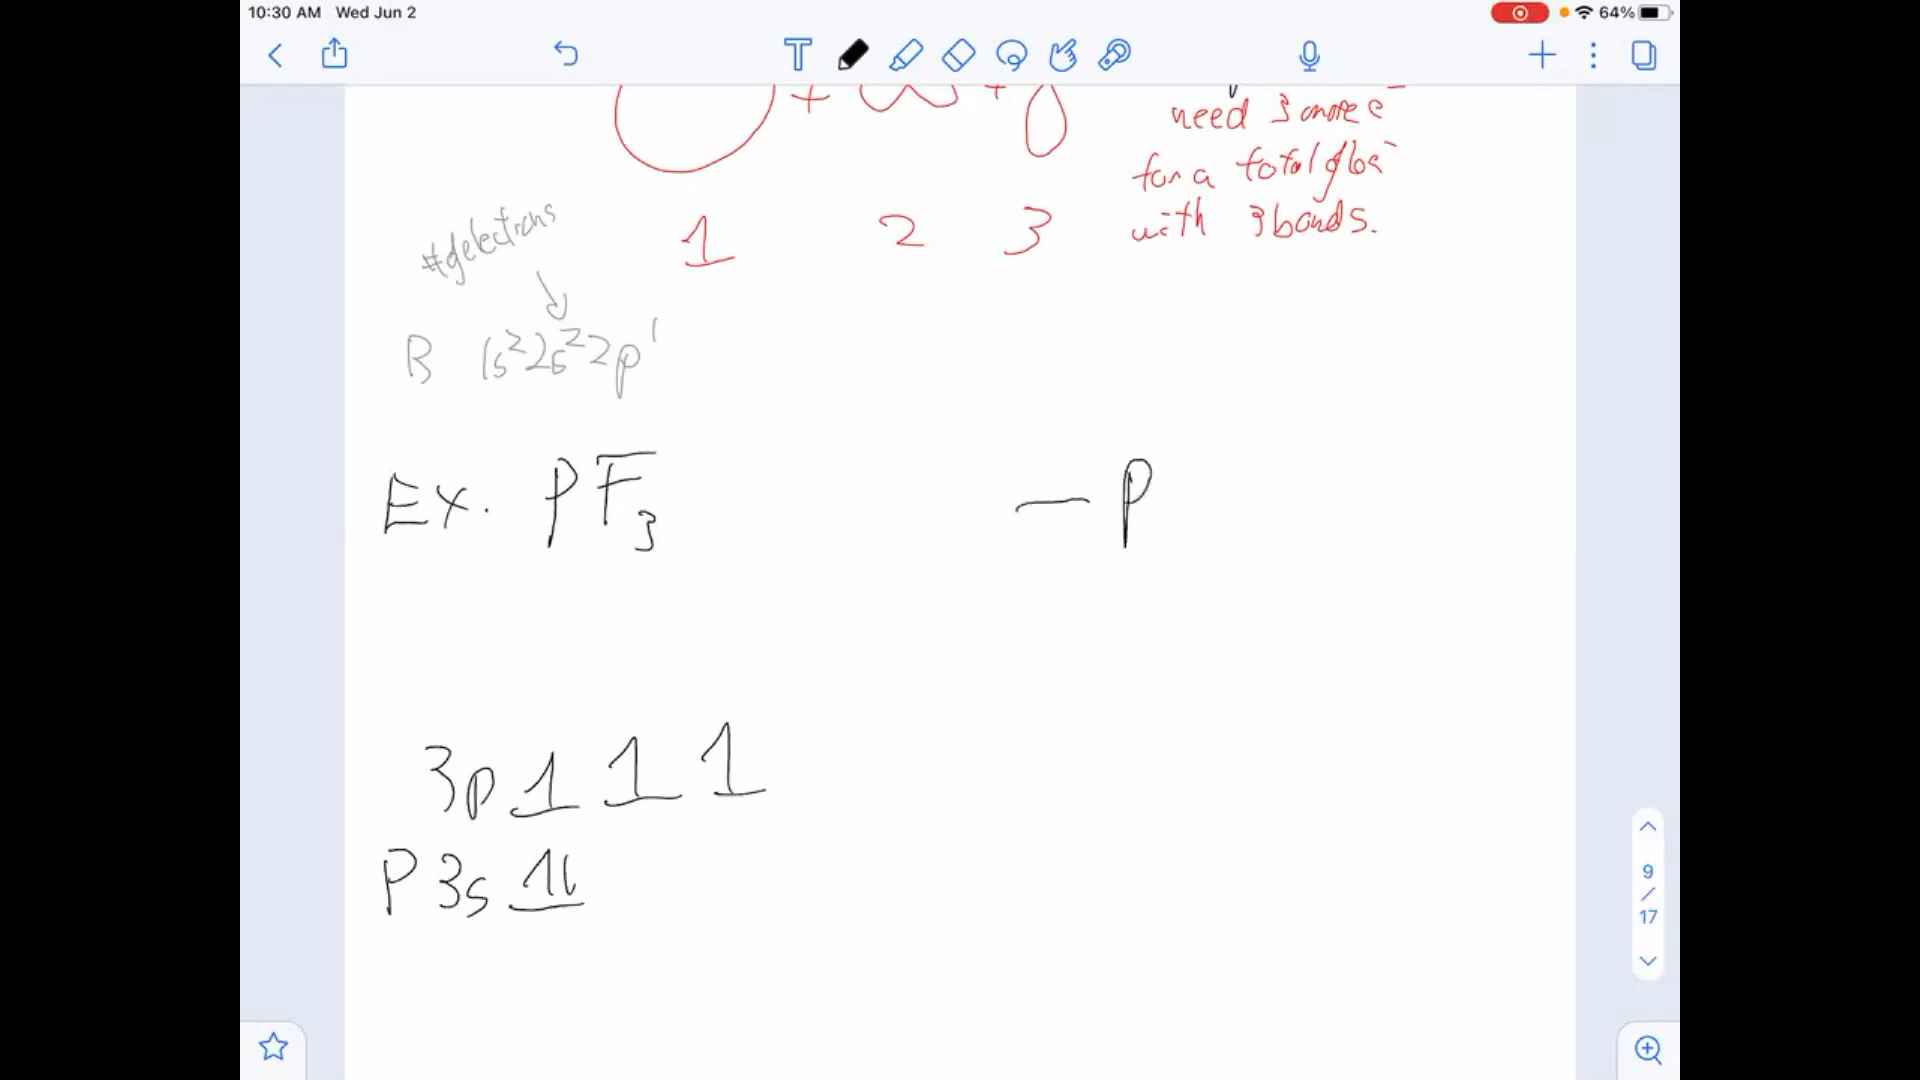 10:30 AM Wed Jun 2 64%
T
+ +
need 3 more e⁻
for a total of 6e⁻
with 3 bonds.
1 2 3
# of electrons
B 1s²2s²2p¹
Ex. PF₃ — P
3p 1 1 1
P 3s 1l
9
/
17